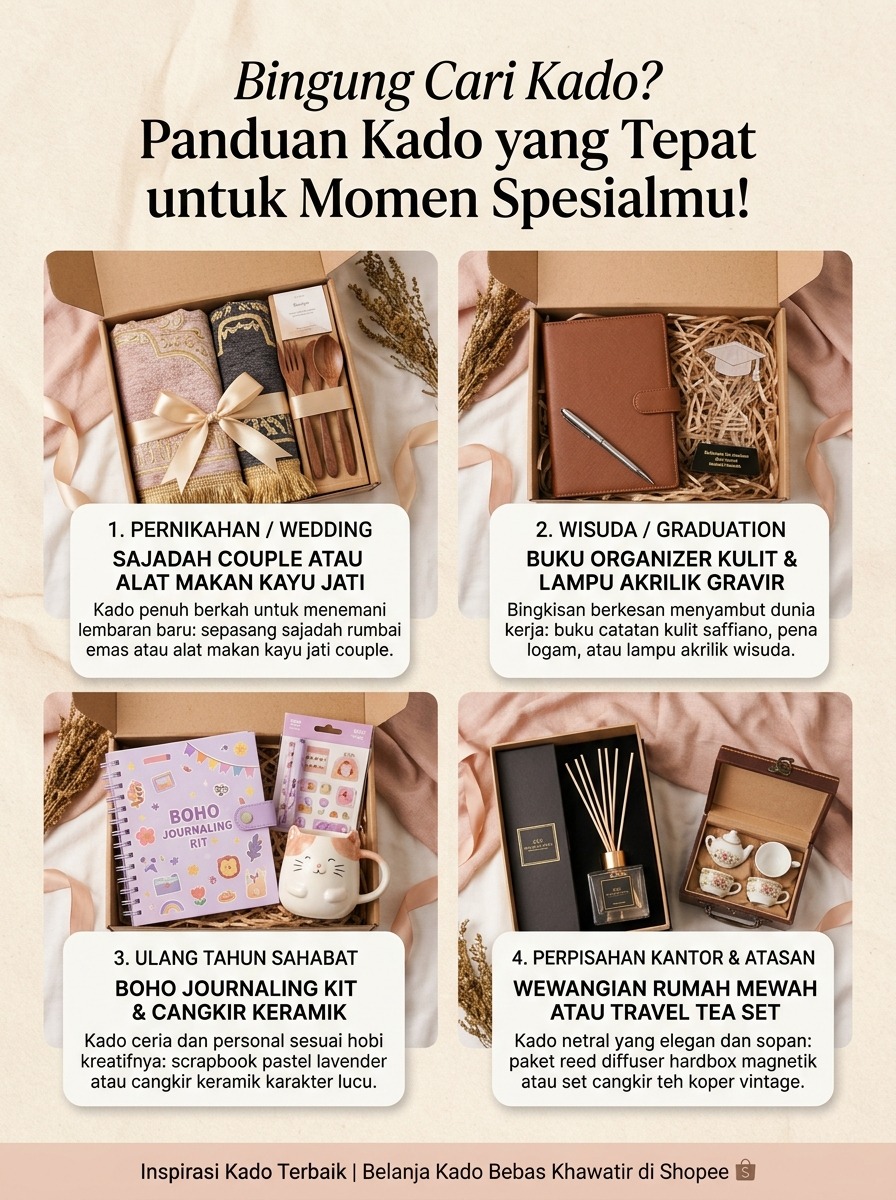 Bingung Cari Kado?
Panduan Kado yang Tepat
untuk Momen Spesialmu!
1. PERNIKAHAN / WEDDING
SAJADAH COUPLE ATAU
ALAT MAKAN KAYU JATI
Kado penuh berkah untuk menemani
lembaran baru: sepasang sajadah rumbai
emas atau alat makan kayu jati couple.
2. WISUDA / GRADUATION
BUKU ORGANIZER KULIT &
LAMPU AKRILIK GRAVIR
Bingkisan berkesan menyambut dunia
kerja: buku catatan kulit saffiano, pena
logam, atau lampu akrilik wisuda.
BOHO
JOURNALING
KIT
3. ULANG TAHUN SAHABAT
BOHO JOURNALING KIT
& CANGKIR KERAMIK
Kado ceria dan personal sesuai hobi
kreatifnya: scrapbook pastel lavender
atau cangkir keramik karakter lucu.
4. PERPISAHAN KANTOR & ATASAN
WEWANGIAN RUMAH MEWAH
ATAU TRAVEL TEA SET
Kado netral yang elegan dan sopan:
paket reed diffuser hardbox magnetik
atau set cangkir teh koper vintage.
Inspirasi Kado Terbaik | Belanja Kado Bebas Khawatir di Shopee